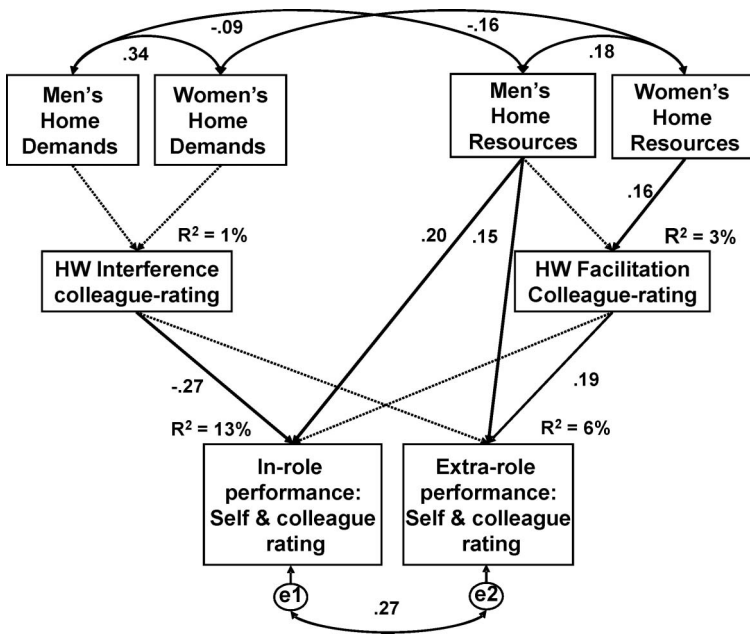 -.09
-.16
.34
.18
Men's
Home
Demands
Women's
Home
Demands
Men's
Home
Resources
Women's
Home
Resources
.16
R² = 1%
.20
.15
R² = 3%
HW Interference
colleague-rating
HW Facilitation
Colleague-rating
-.27
.19
R² = 13%
R² = 6%
In-role
performance:
Self & colleague
rating
Extra-role
performance:
Self & colleague
rating
e1
e2
.27